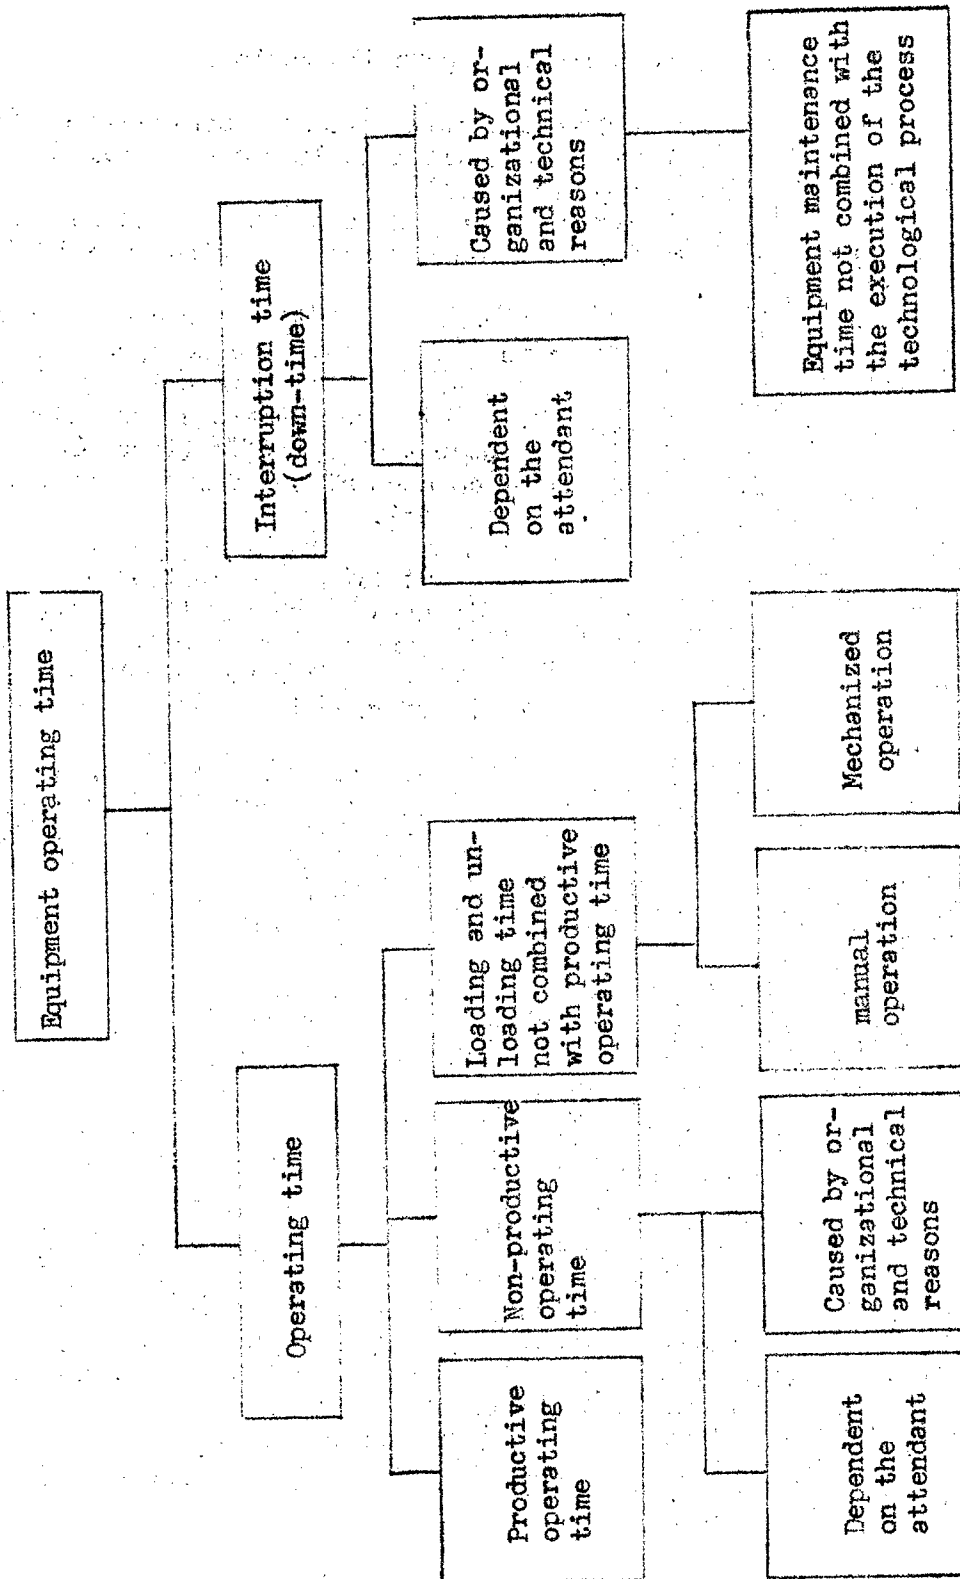 Equipment operating time
Operating time
Interruption time
(down-time)
Productive
operating
time
Non-productive
operating
time
Loading and un-
loading time
not combined
with productive
operating time
Dependent
on the
attendant
Caused by or-
ganizational
and technical
reasons
Dependent
on the
attendant
Caused by or-
ganizational
and technical
reasons
manual
operation
Mechanized
operation
Equipment maintenance
time not combined with
the execution of the
technological process